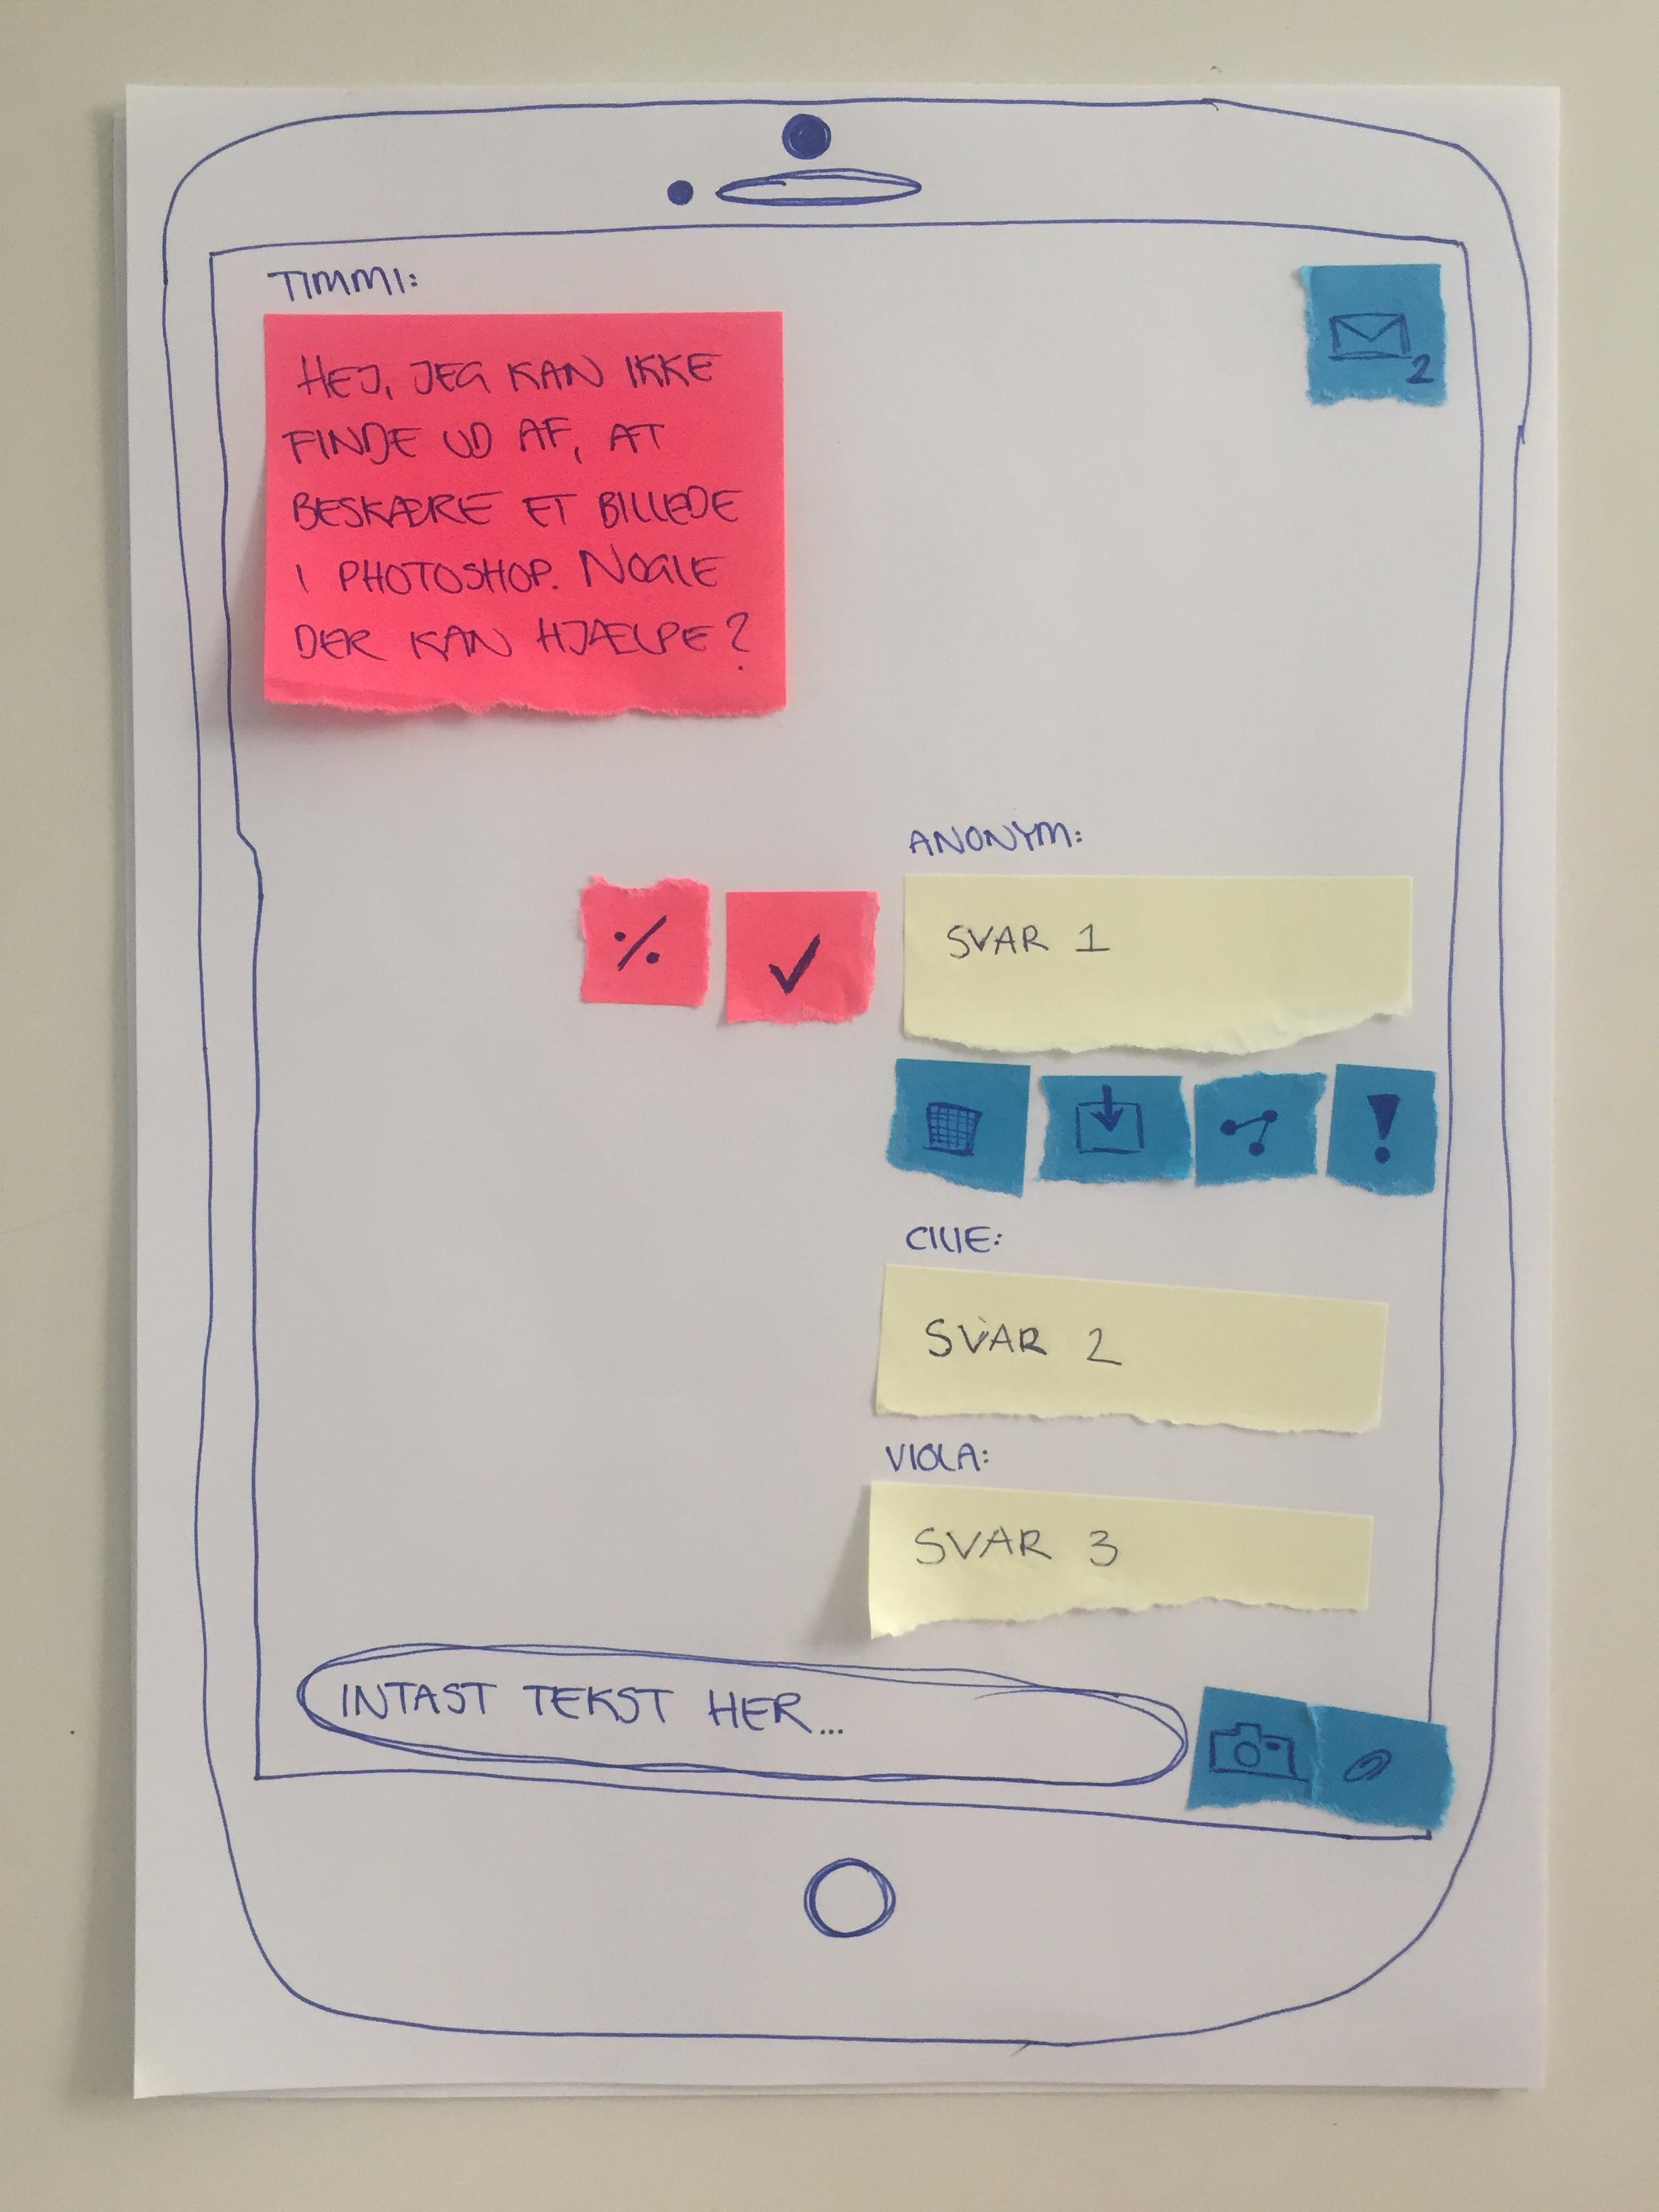 TIMMI:
HEJ, JEG KAN IKKE
FINDE UD AF, AT
BESKÆRE ET BILLEDE
I PHOTOSHOP. NOGLE
DER KAN HJÆLPE?
2
ANONYM:
% ✓ SVAR 1
!
CILIE:
SVAR 2
VIOLA:
SVAR 3
INTAST TEKST HER...